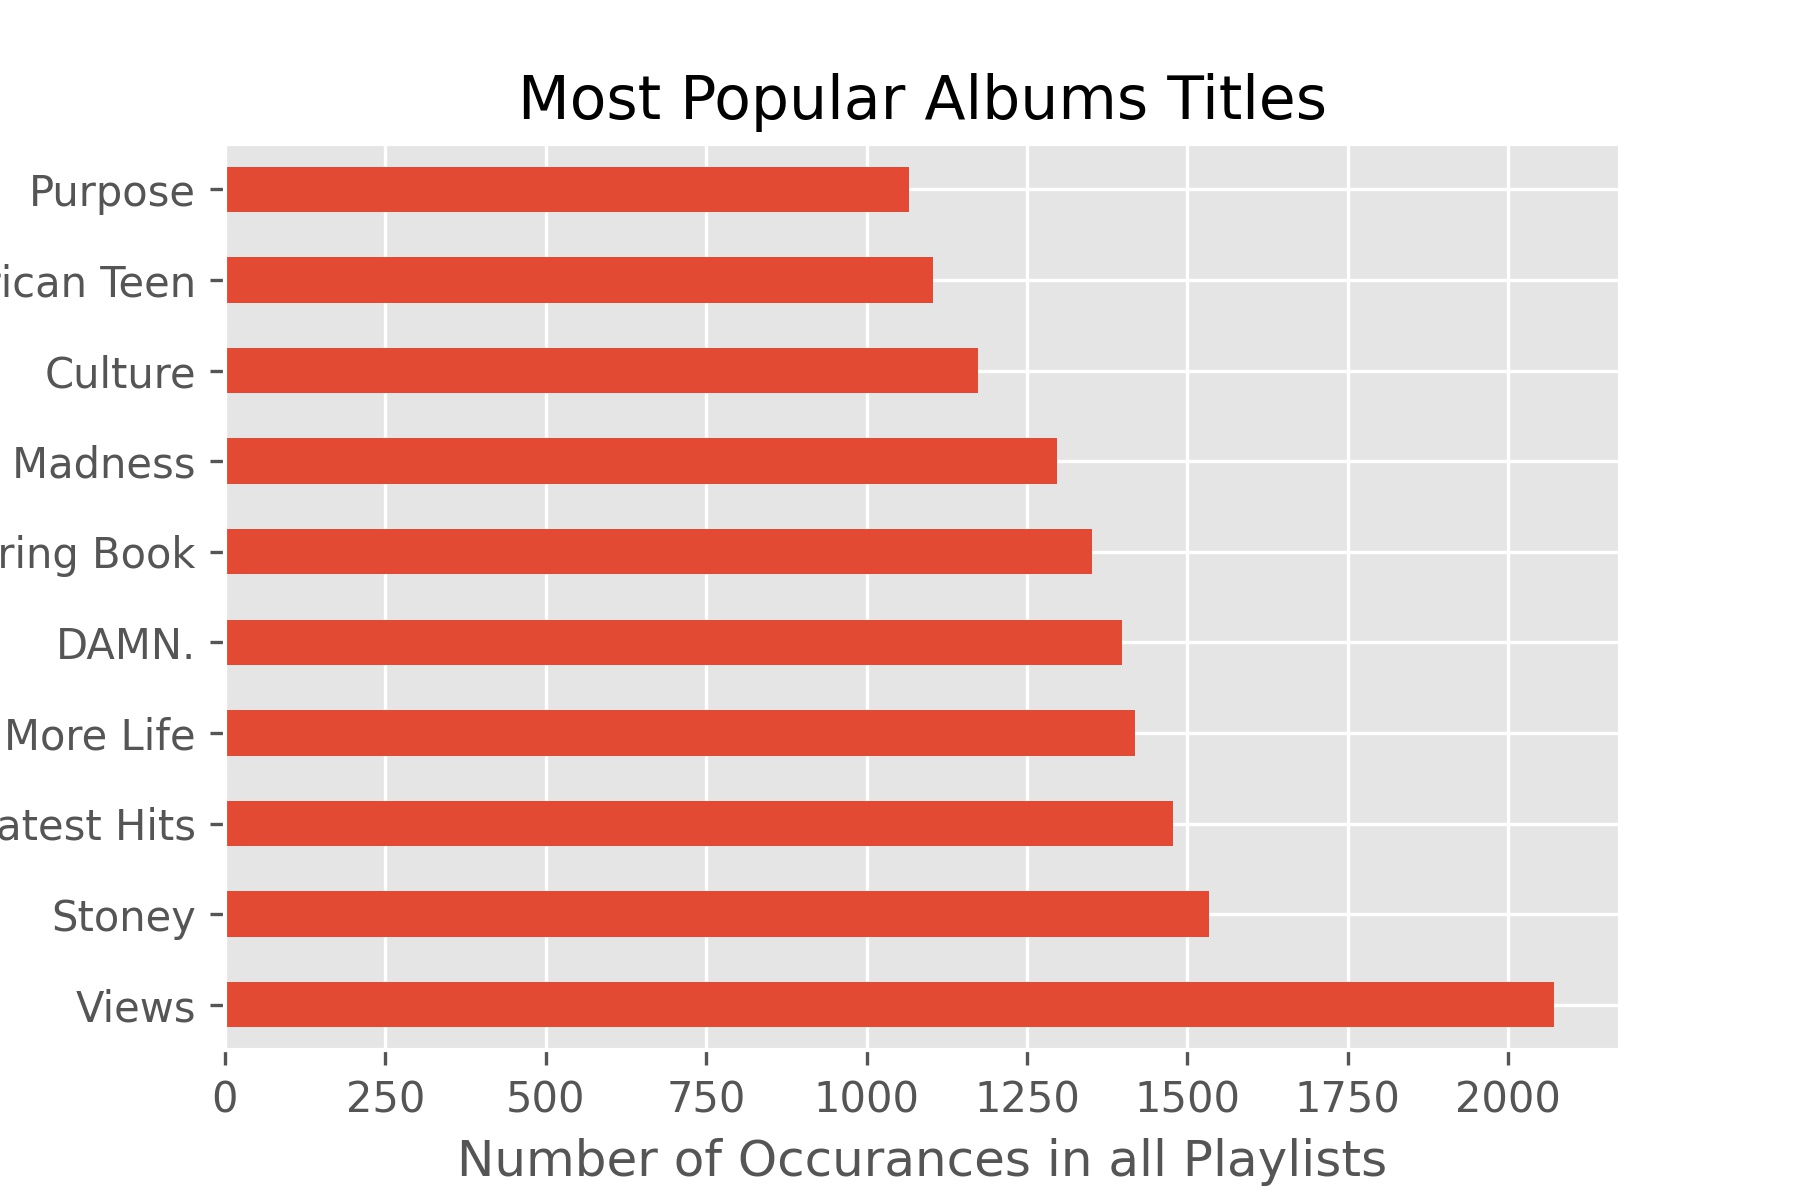 Most Popular Albums Titles
Purpose
ican Teen
Culture
Madness
ring Book
DAMN.
More Life
atest Hits
Stoney
Views
0 250 500 750 1000 1250 1500 1750 2000
Number of Occurances in all Playlists